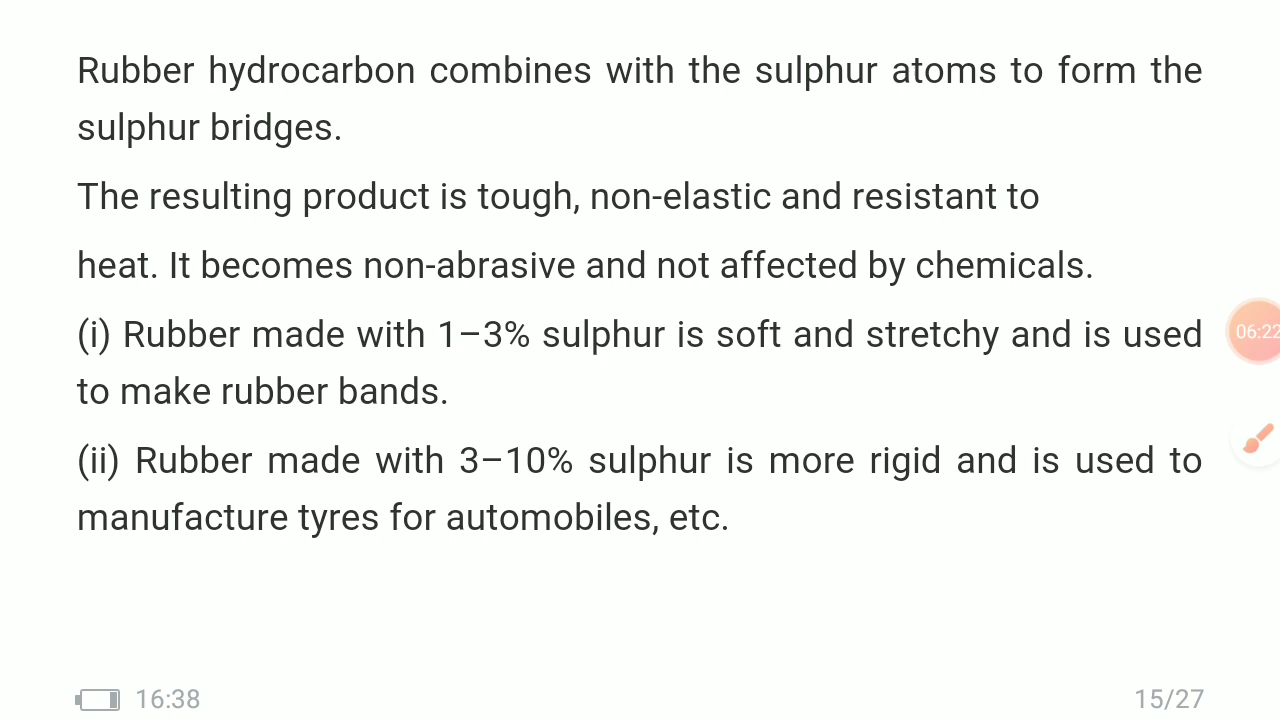 Rubber hydrocarbon combines with the sulphur atoms to form the
sulphur bridges.
The resulting product is tough, non-elastic and resistant to
heat. It becomes non-abrasive and not affected by chemicals.
(i) Rubber made with 1–3% sulphur is soft and stretchy and is used
to make rubber bands.
(ii) Rubber made with 3–10% sulphur is more rigid and is used to
manufacture tyres for automobiles, etc.
06:22
16:38
15/27